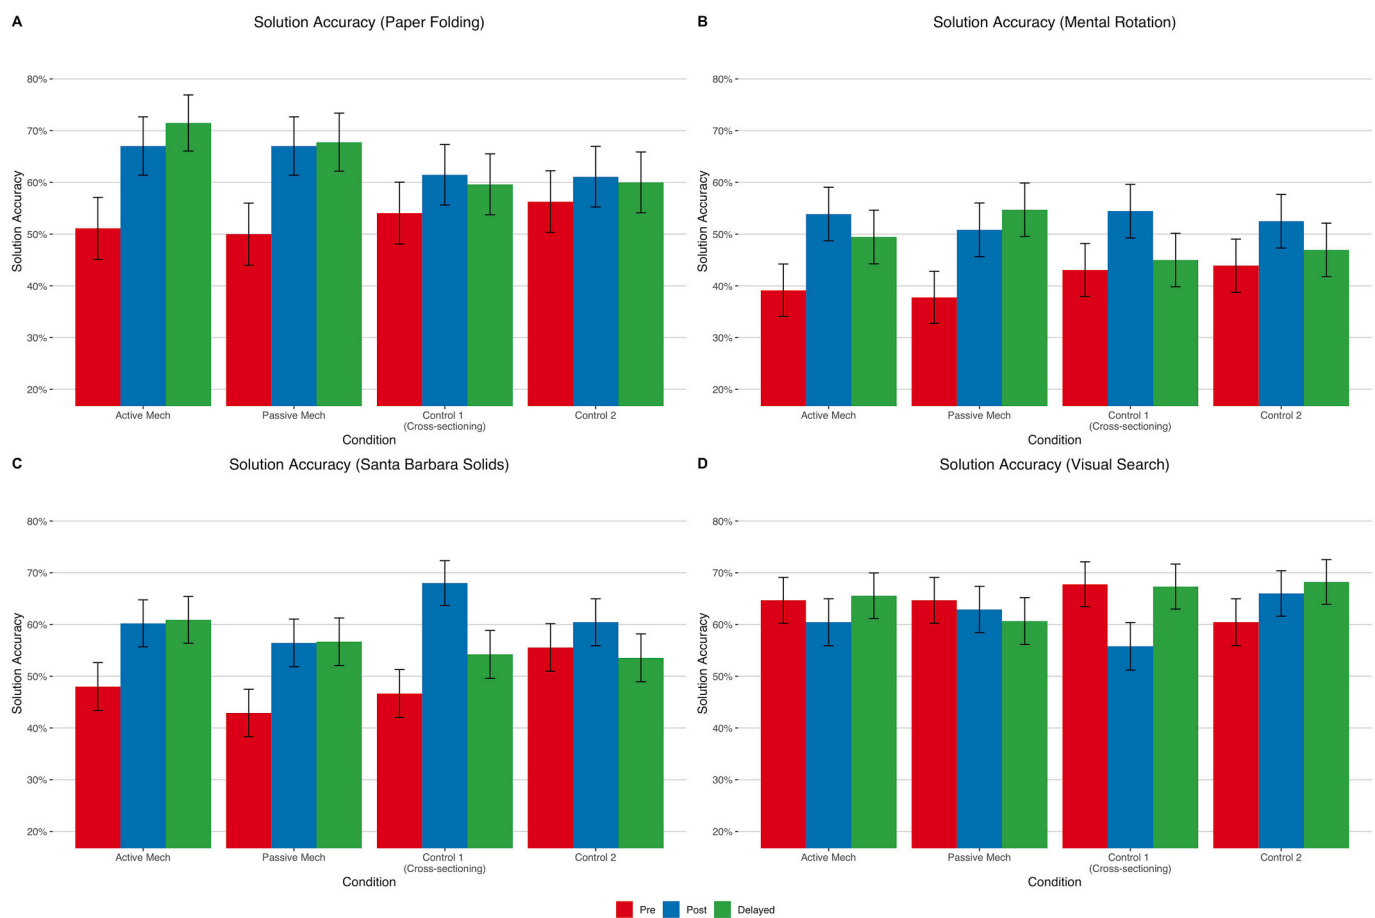 A
Solution Accuracy (Paper Folding)
80%
70%
60%
50%
40%
30%
20%
Solution Accuracy
Active Mech
Passive Mech
Control 1
(Cross-sectioning)
Control 2
Condition
B
Solution Accuracy (Mental Rotation)
80%
70%
60%
50%
40%
30%
20%
Solution Accuracy
Active Mech
Passive Mech
Control 1
(Cross-sectioning)
Control 2
Condition
C
Solution Accuracy (Santa Barbara Solids)
80%
70%
60%
50%
40%
30%
20%
Solution Accuracy
Active Mech
Passive Mech
Control 1
(Cross-sectioning)
Control 2
Condition
D
Solution Accuracy (Visual Search)
80%
70%
60%
50%
40%
30%
20%
Solution Accuracy
Active Mech
Passive Mech
Control 1
(Cross-sectioning)
Control 2
Condition
Pre Post Delayed